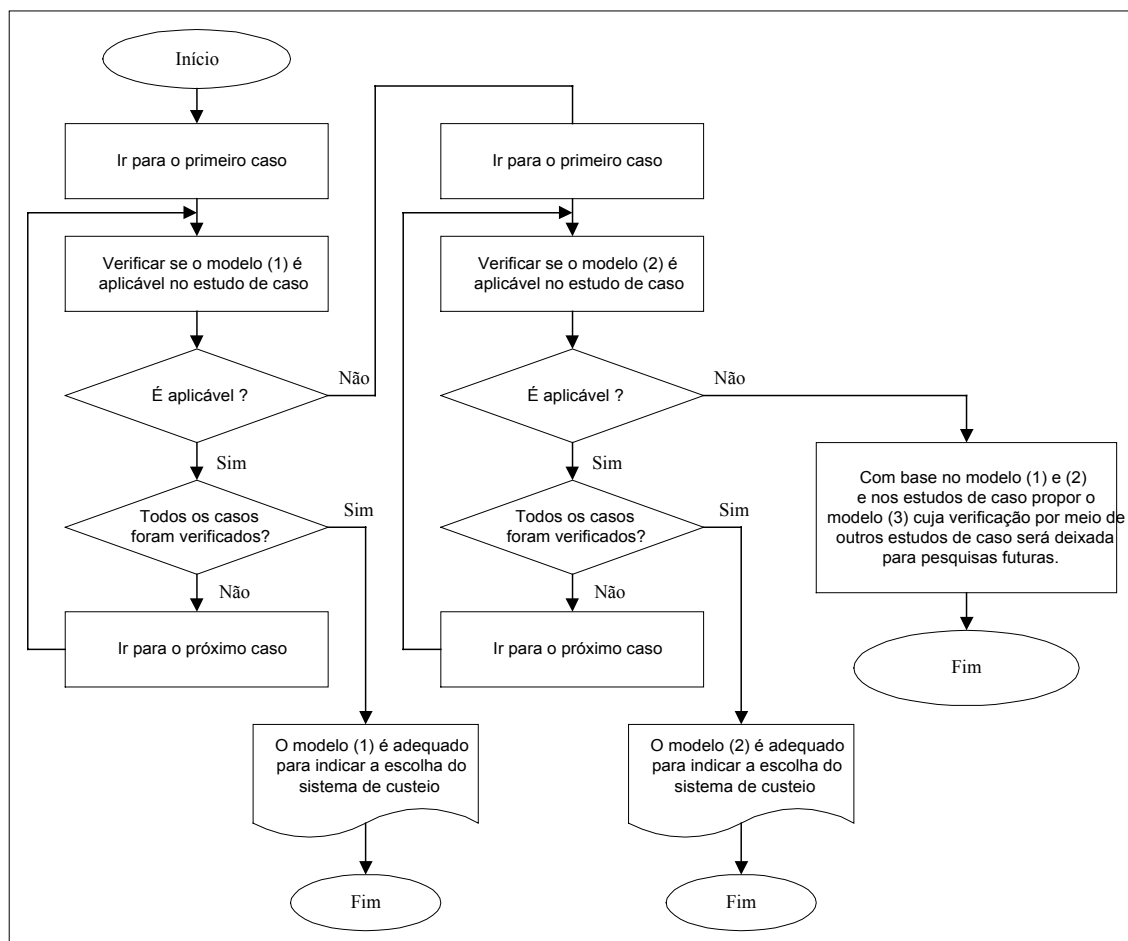 Início
Ir para o primeiro caso
Verificar se o modelo (1) é
aplicável no estudo de caso
É aplicável ?
Não
Sim
Todos os casos
foram verificados?
Sim
Não
Ir para o próximo caso
O modelo (1) é adequado
para indicar a escolha do
sistema de custeio
Fim
Ir para o primeiro caso
Verificar se o modelo (2) é
aplicável no estudo de caso
É aplicável ?
Não
Sim
Todos os casos
foram verificados?
Sim
Não
Ir para o próximo caso
O modelo (2) é adequado
para indicar a escolha do
sistema de custeio
Fim
Com base no modelo (1) e (2)
e nos estudos de caso propor o
modelo (3) cuja verificação por meio de
outros estudos de caso será deixada
para pesquisas futuras.
Fim